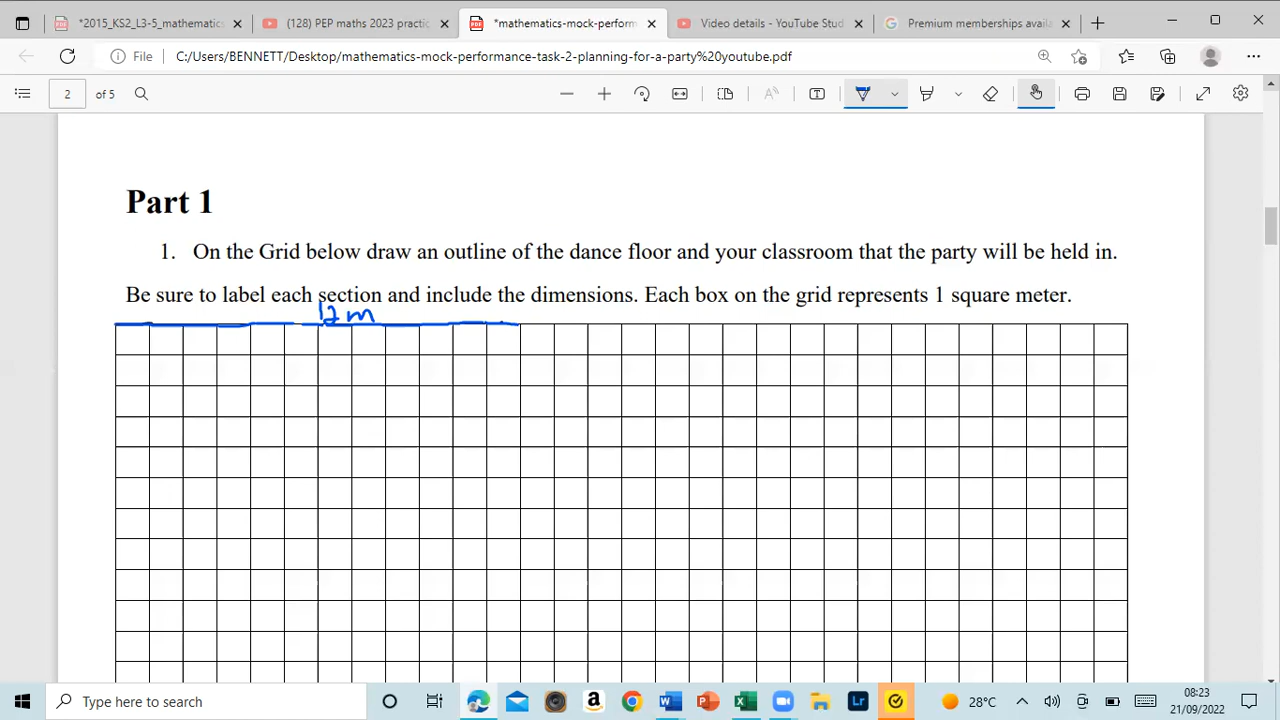 *2015_KS2_L3-5_mathematics
(128) PEP maths 2023 practic
*mathematics-mock-perform
Video details - YouTube Stud
Premium memberships availa
File
C:/Users/BENNETT/Desktop/mathematics-mock-performance-task-2-planning-for-a-party%20youtube.pdf
2 of 5
Part 1
1. On the Grid below draw an outline of the dance floor and your classroom that the party will be held in.
Be sure to label each section and include the dimensions. Each box on the grid represents 1 square meter.
12 m
Type here to search
28°C
08:23
21/09/2022